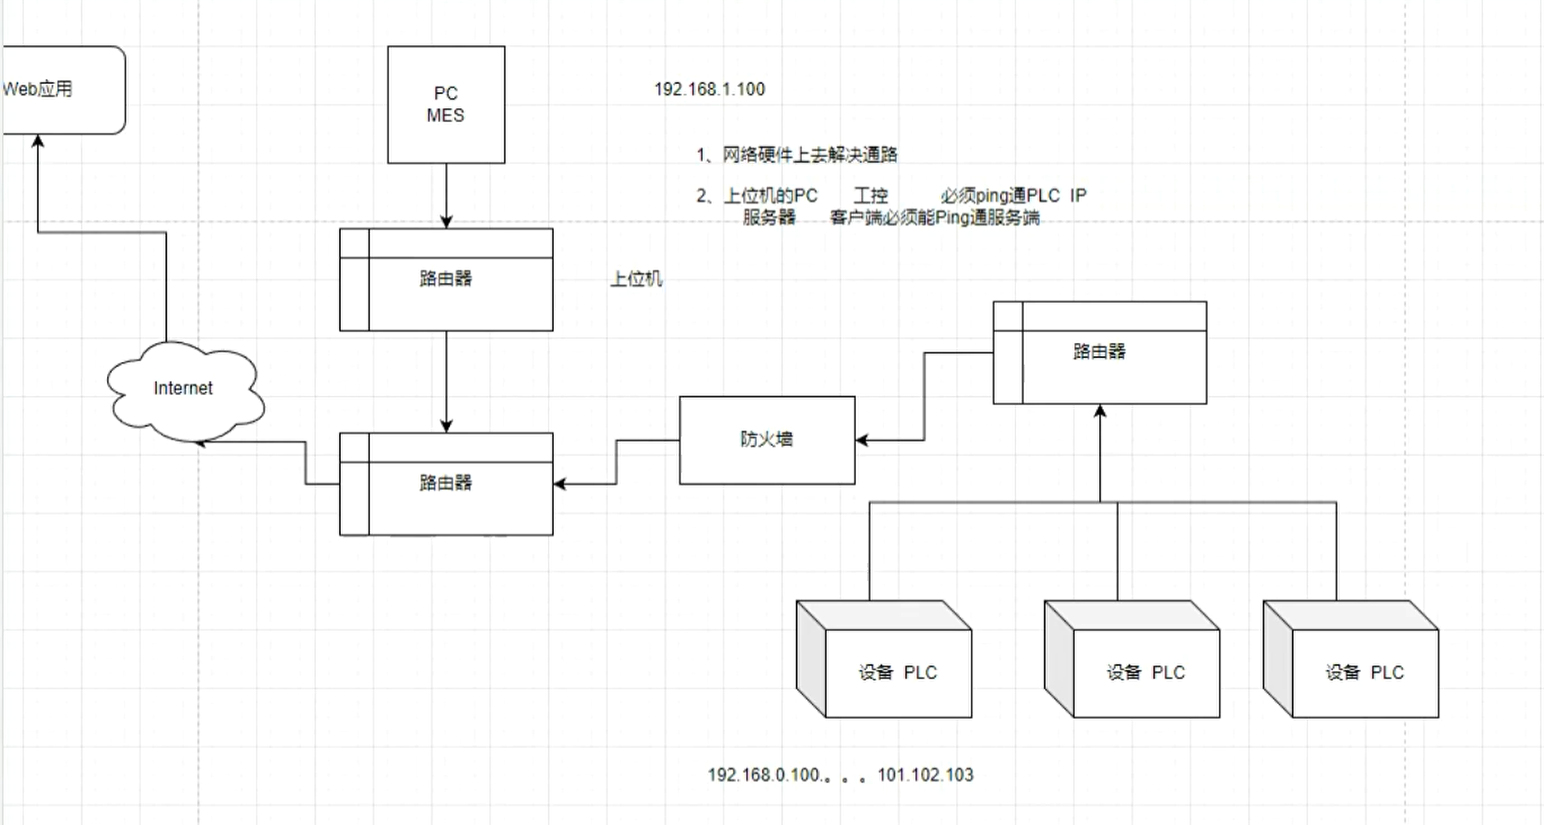 Web应用
PC
MES
192.168.1.100
1、网络硬件上去解决通路
2、上位机的PC 工控 必须ping通PLC IP
服务器 客户端必须能Ping通服务端
路由器
上位机
路由器
Internet
防火墙
路由器
设备 PLC
设备 PLC
设备 PLC
192.168.0.100.。。。101.102.103